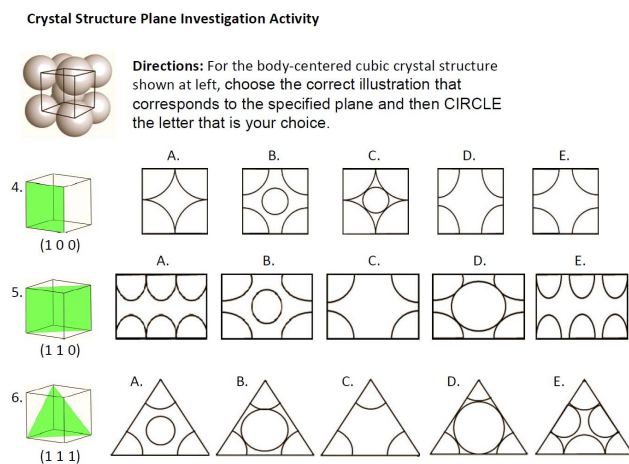 Crystal Structure Plane Investigation Activity
Directions: For the body-centered cubic crystal structure
shown at left, choose the correct illustration that
corresponds to the specified plane and then CIRCLE
the letter that is your choice.
A. B. C. D. E.
4.
(1 0 0)
A. B. C. D. E.
5.
(1 1 0)
A. B. C. D. E.
6.
(1 1 1)